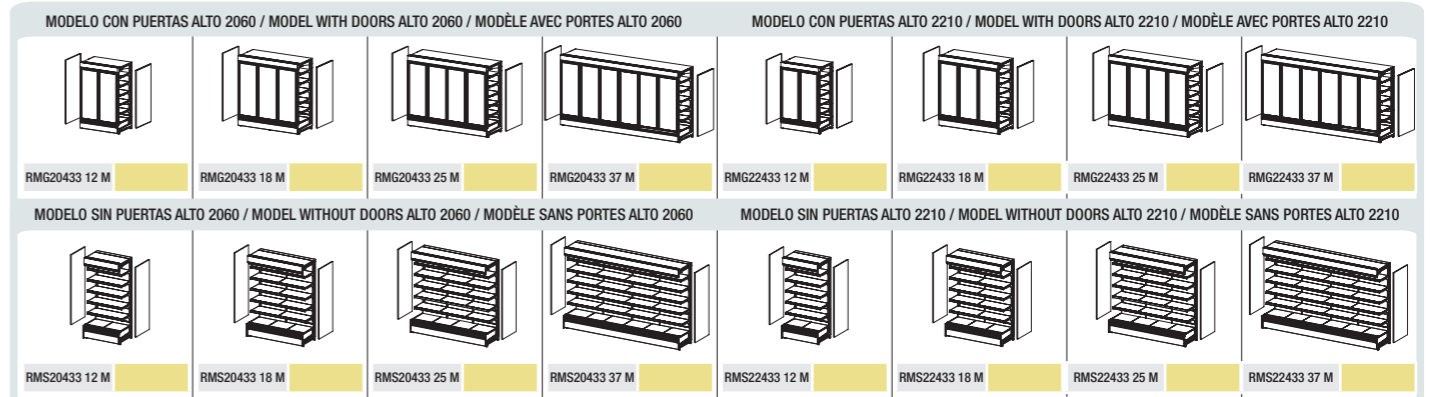 MODELO CON PUERTAS ALTO 2060 / MODEL WITH DOORS ALTO 2060 / MODÈLE AVEC PORTES ALTO 2060
MODELO CON PUERTAS ALTO 2210 / MODEL WITH DOORS ALTO 2210 / MODÈLE AVEC PORTES ALTO 2210
RMG20433 12 M
RMG20433 18 M
RMG20433 25 M
RMG20433 37 M
RMG22433 12 M
RMG22433 18 M
RMG22433 25 M
RMG22433 37 M
MODELO SIN PUERTAS ALTO 2060 / MODEL WITHOUT DOORS ALTO 2060 / MODÈLE SANS PORTES ALTO 2060
MODELO SIN PUERTAS ALTO 2210 / MODEL WITHOUT DOORS ALTO 2210 / MODÈLE SANS PORTES ALTO 2210
RMS20433 12 M
RMS20433 18 M
RMS20433 25 M
RMS20433 37 M
RMS22433 12 M
RMS22433 18 M
RMS22433 25 M
RMS22433 37 M